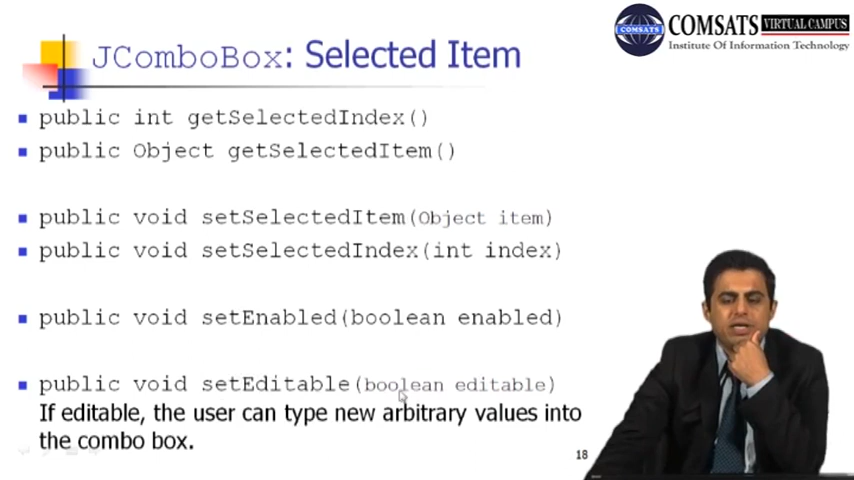 JComboBox: Selected Item
COMSATS VIRTUAL CAMPUS
Institute Of Information Technology
COMSATS
public int getSelectedIndex()
public Object getSelectedItem()
public void setSelectedItem(Object item)
public void setSelectedIndex(int index)
public void setEnabled(boolean enabled)
public void setEditable(boolean editable)
If editable, the user can type new arbitrary values into
the combo box.
18